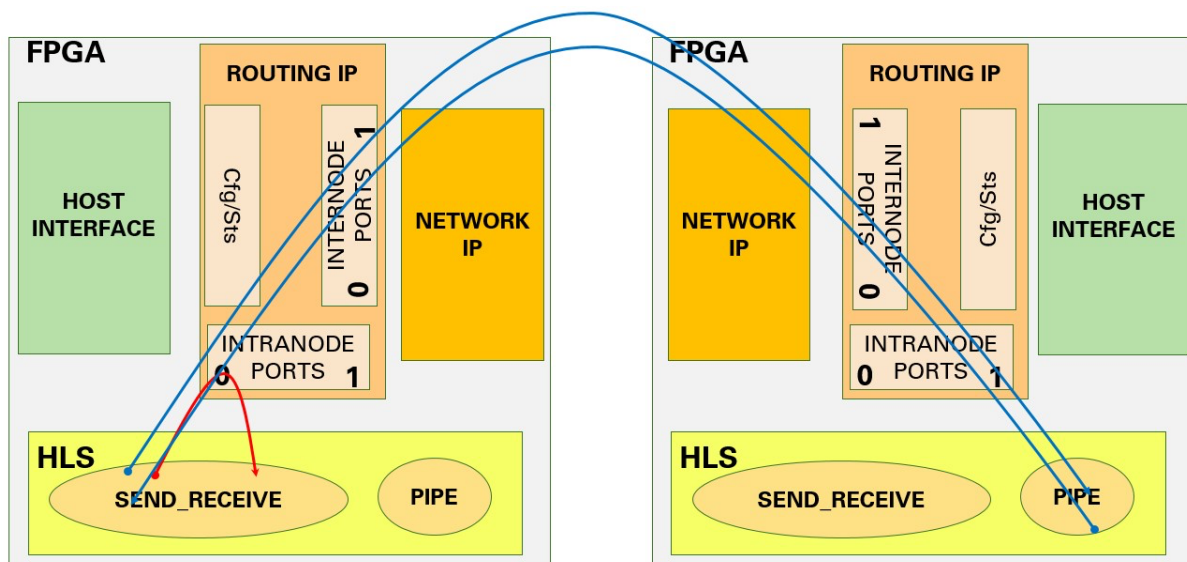 FPGA
ROUTING IP
HOST
INTERFACE
Cfg/Sts
INTERNODE
PORTS
1
0
NETWORK
IP
INTRANODE
PORTS
0
1
HLS
SEND_RECEIVE
PIPE
FPGA
ROUTING IP
NETWORK
IP
1
INTERNODE
PORTS
0
Cfg/Sts
HOST
INTERFACE
INTRANODE
PORTS
0
1
HLS
SEND_RECEIVE
PIPE